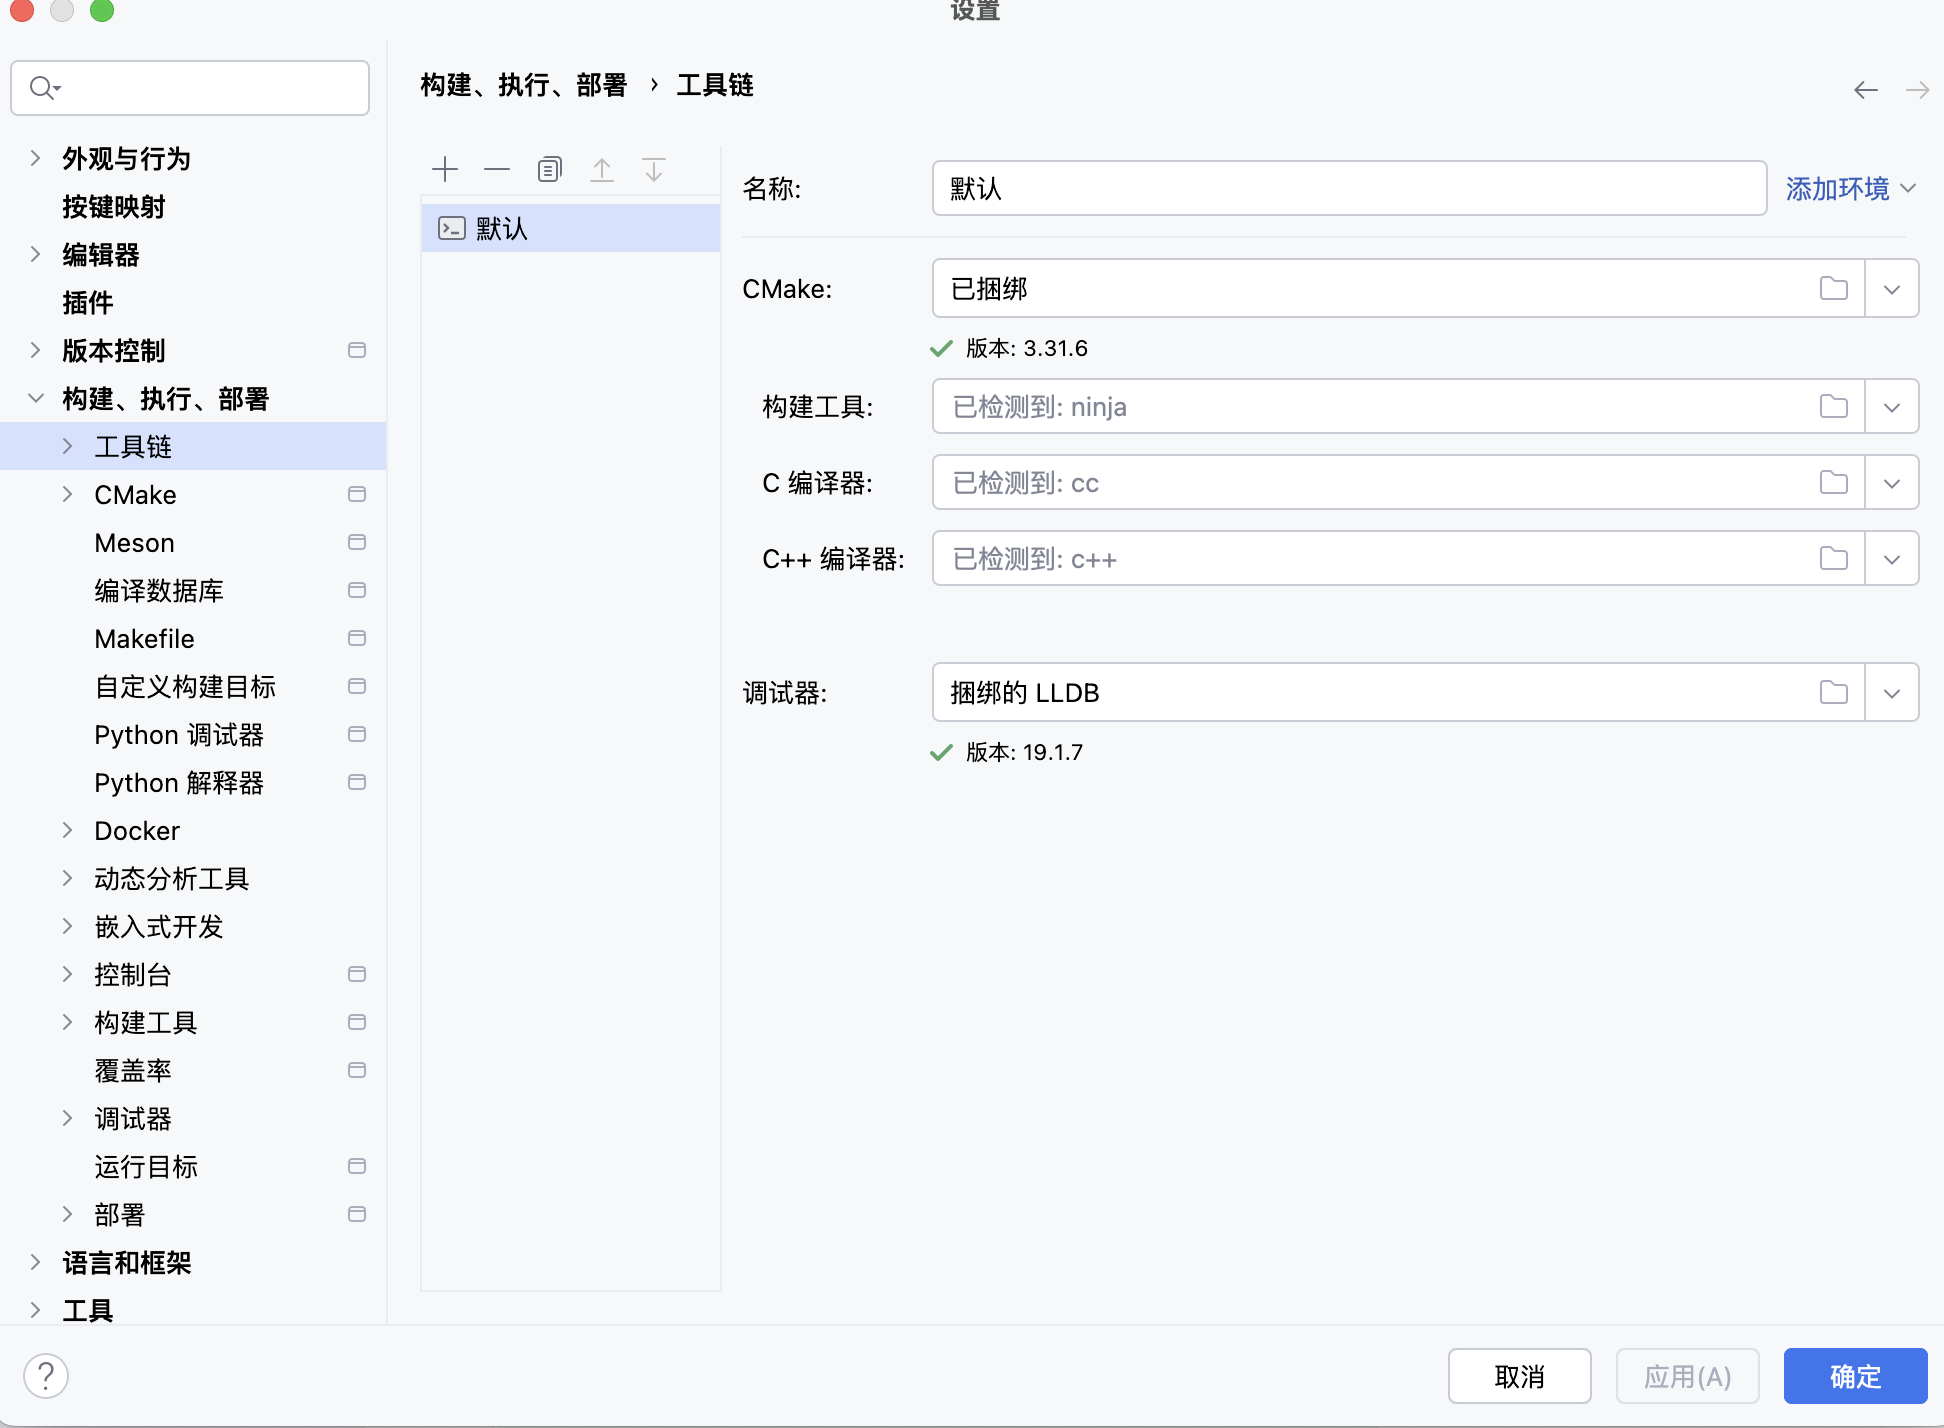 设置
外观与行为
按键映射
编辑器
插件
版本控制
构建、执行、部署
工具链
CMake
Meson
编译数据库
Makefile
自定义构建目标
Python 调试器
Python 解释器
Docker
动态分析工具
嵌入式开发
控制台
构建工具
覆盖率
调试器
运行目标
部署
语言和框架
工具
构建、执行、部署 › 工具链
默认
名称: 默认 添加环境
CMake: 已捆绑
版本: 3.31.6
构建工具: 已检测到: ninja
C 编译器: 已检测到: cc
C++ 编译器: 已检测到: c++
调试器: 捆绑的 LLDB
版本: 19.1.7
? 取消 应用(A) 确定